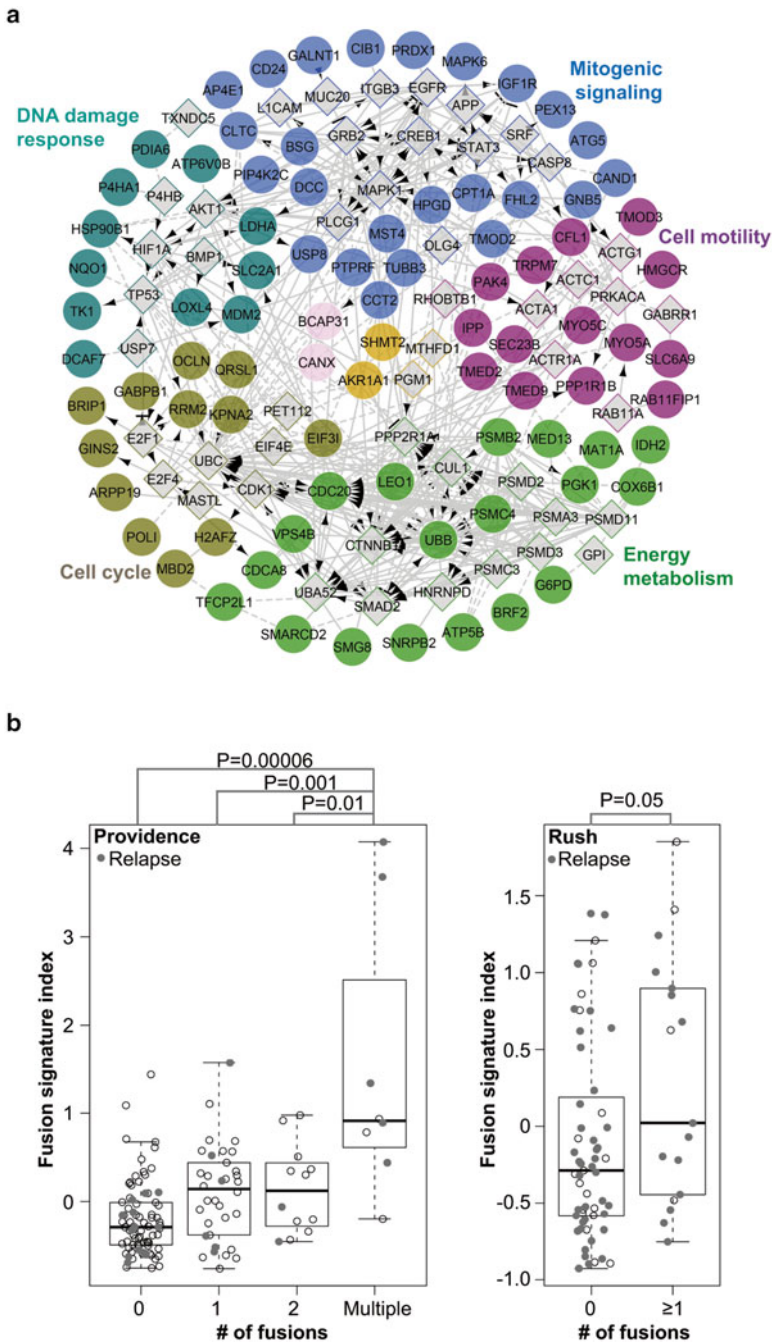 a
CIB1 PRDX1
GALNT1 MAPK6
CD24 ITGB3 EGFR IGF1R Mitogenic
AP4E1 MUC20 APP signaling
L1CAM PEX13
TXNDC5 GRB2 CREB1 SRF
DNA damage CLTC STAT3 ATG5
response BSG CASP8
PDIA6 ATP6V0B PIP4K2C CAND1
P4HA1 P4HB DCC MAPK1 CPT1A GNB5
AKT1 HPGD FHL2 TMOD3
HSP90B1 LDHA PLCG1 MST4 CFL1 Cell motility
HIF1A BMP1 USP8 DLG4 TMOD2 ACTG1
NQO1 SLC2A1 PTPRF TUBB3 TRPM7 ACTC1 HMGCR
TP53 RHOBTB1 PAK4 PRKACA
TK1 LOXL4 MDM2 CCT2 ACTA1 GABRR1
BCAP31 IPP MYO5C
DCAF7 USP7 SHMT2 MTHFD1 SEC23B MYO5A
OCLN QRSL1 CANX ACTR1A SLC6A9
GABPB1 AKR1A1 PGM1 TMED2 TMED9 PPP1R1B RAB11FIP1
BRIP1 RRM2 KPNA2 PET112 RAB11A
E2F1 PPP2R1A PSMB2 MED13
GINS2 UBC EIF4E EIF3I MAT1A IDH2
E2F4 CUL1 PSMD2
ARPP19 CDK1 CDC20 LEO1 PGK1 COX6B1
MASTL PSMC4 PSMA3 PSMD11
POLI H2AFZ VPS4B CTNNB1 UBB
Cell cycle PSMD3 GPI Energy
MBD2 CDCA8 PSMC3 metabolism
TFCP2L1 UBA52 HNRNPD G6PD
SMAD2 BRF2
SMARCD2 SMG8 SNRPB2 ATP5B
b
P=0.00006
P=0.001
P=0.01
Providence
Relapse
Fusion signature index
4
3
2
1
0
0 1 2 Multiple
# of fusions
P=0.05
Rush
Relapse
Fusion signature index
1.5
1.0
0.5
0
-0.5
-1.0
0 ≥1
# of fusions